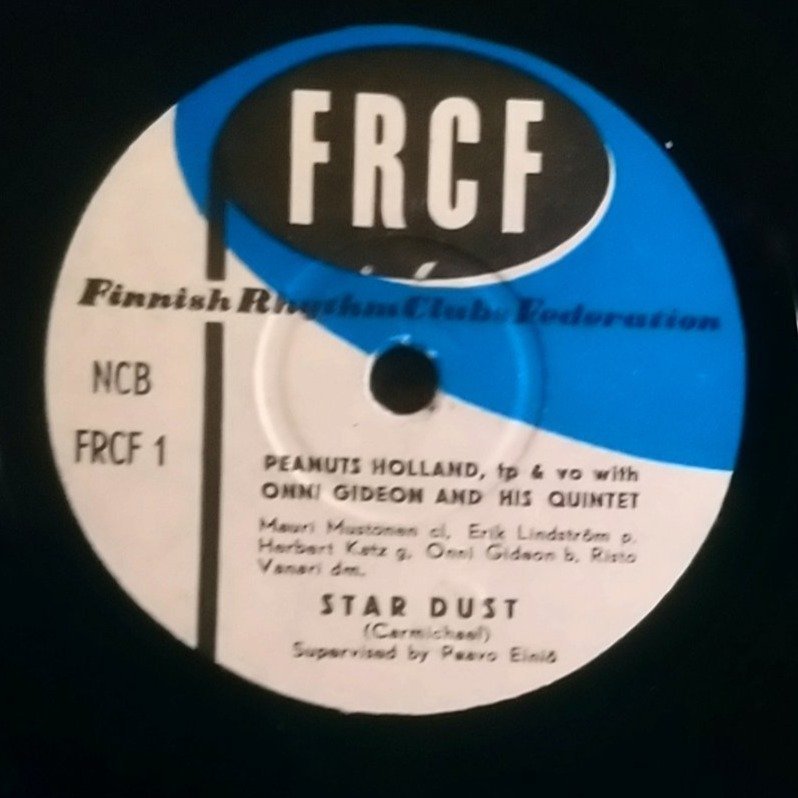 FRCF
Finnish Rhythm Clubs Federation
NCB
FRCF 1
PEANUTS HOLLAND, tp & vo with
ONNI GIDEON AND HIS QUINTET
Mauri Mustonen cl, Erik Lindström p,
Herbert Katz g, Onni Gideon b, Risto
Vanari dm.
STAR DUST
(Carmichael)
Supervised by Paavo Einiö